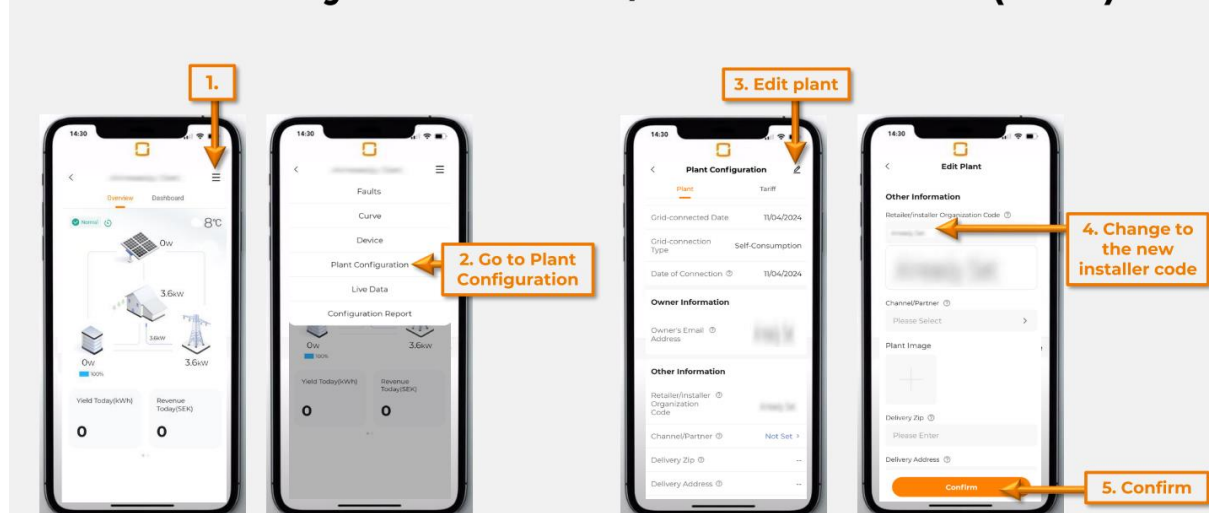 1.
3. Edit plant
2. Go to Plant
Configuration
4. Change to
the new
installer code
5. Confirm
14:30
Overview
Dashboard
Normal
8°C
0w
3.6kw
3.6kw
0w
100%
3.6kw
Yield Today(kWh)
0
Revenue
Today(SEK)
0
14:30
Faults
Curve
Device
Plant Configuration
Live Data
Configuration Report
0w
100%
3.6kw
Yield Today(kWh)
0
Revenue
Today(SEK)
0
14:30
Plant Configuration
Plant
Tariff
Grid-connected Date
11/04/2024
Grid-connection
Type
Self-Consumption
Date of Connection
11/04/2024
Owner Information
Owner's Email
Address
Other Information
Retailer/installer
Organization
Code
Channel/Partner
Not Set >
Delivery Zip
--
Delivery Address
--
14:30
Edit Plant
Other Information
Retailer/installer Organization Code
Already Set
Channel/Partner
Please Select >
Plant Image
Delivery Zip
Please Enter
Delivery Address
Confirm